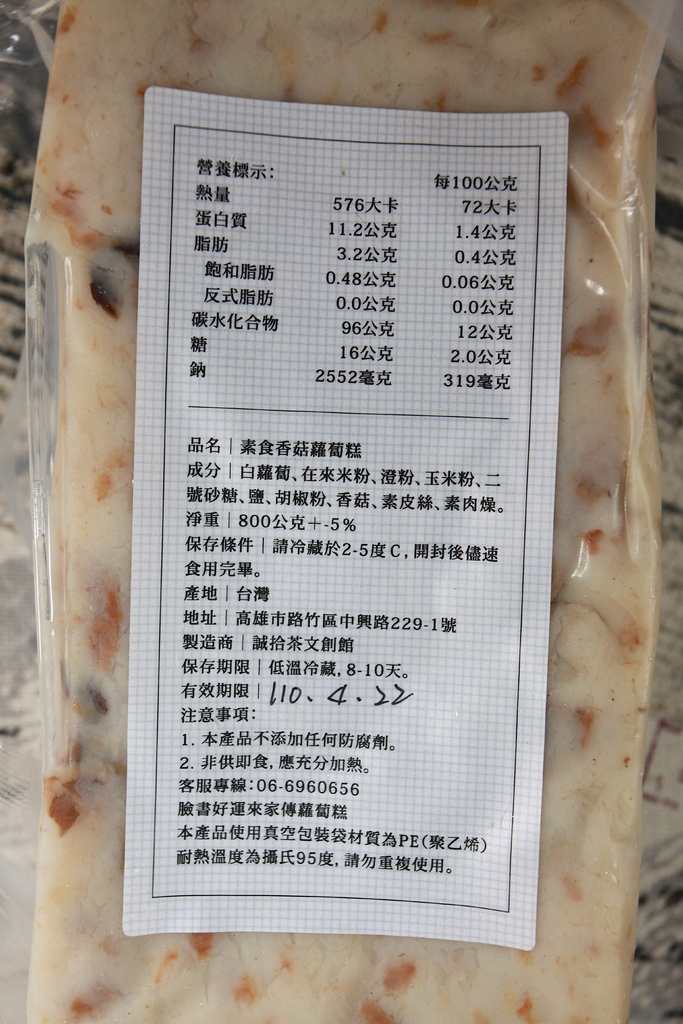 營養標示:
每100公克
熱量 576大卡 72大卡
蛋白質 11.2公克 1.4公克
脂肪 3.2公克 0.4公克
飽和脂肪 0.48公克 0.06公克
反式脂肪 0.0公克 0.0公克
碳水化合物 96公克 12公克
糖 16公克 2.0公克
鈉 2552毫克 319毫克
品名｜素食香菇蘿蔔糕
成分｜白蘿蔔、在來米粉、澄粉、玉米粉、二
號砂糖、鹽、胡椒粉、香菇、素皮絲、素肉燥。
淨重｜800公克+-5%
保存條件｜請冷藏於2-5度C,開封後儘速
食用完畢。
產地｜台灣
地址｜高雄市路竹區中興路229-1號
製造商｜誠拾茶文創館
保存期限｜低溫冷藏,8-10天。
有效期限｜110.4.22
注意事項:
1. 本產品不添加任何防腐劑。
2. 非供即食,應充分加熱。
客服專線:06-6960656
臉書好運來家傳蘿蔔糕
本產品使用真空包裝袋材質為PE(聚乙烯)
耐熱溫度為攝氏95度,請勿重複使用。